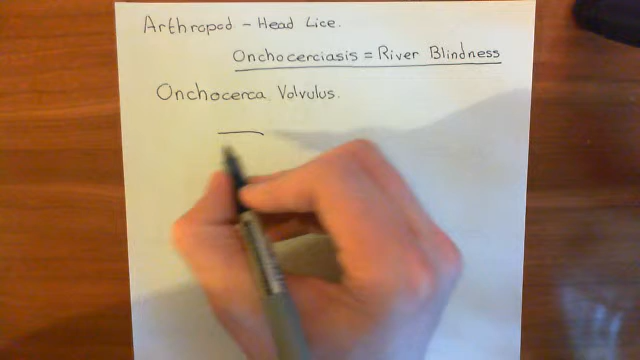 Arthropod - Head Lice.
Onchocerciasis = River Blindness
Onchocerca Volvulus.